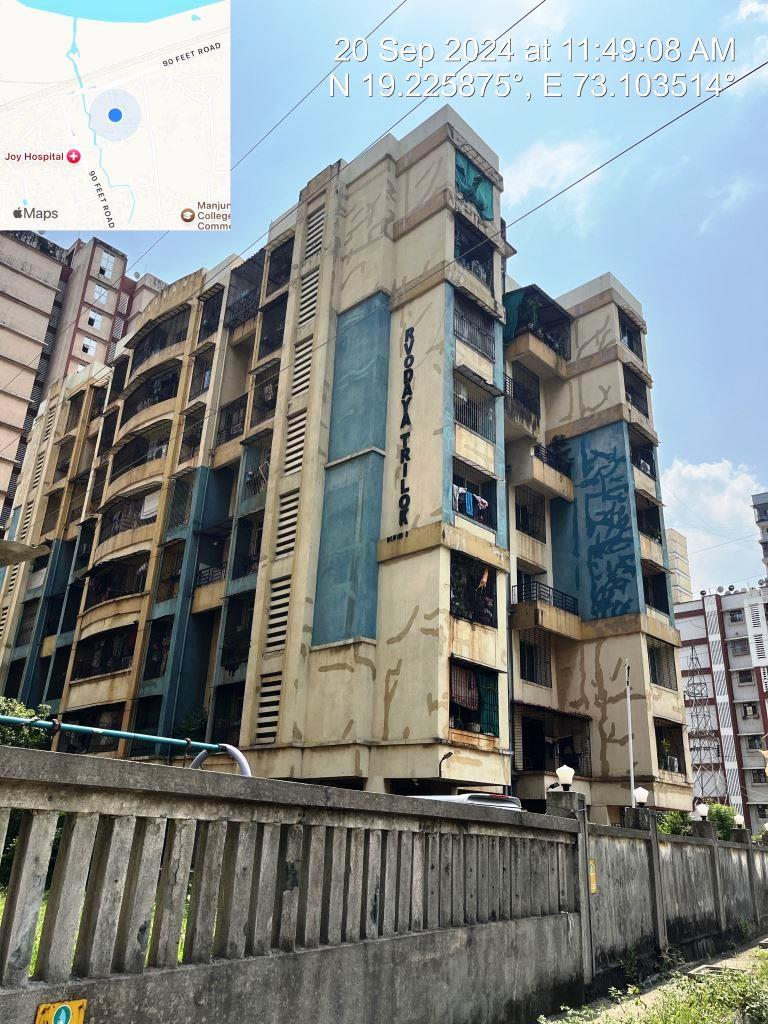 20 Sep 2024 at 11:49:08 AM
N 19.225875°, E 73.103514°
90 FEET ROAD
Joy Hospital
90 FEET ROAD
Maps
Manjun
College
Comme
RVODAYA TRILOK